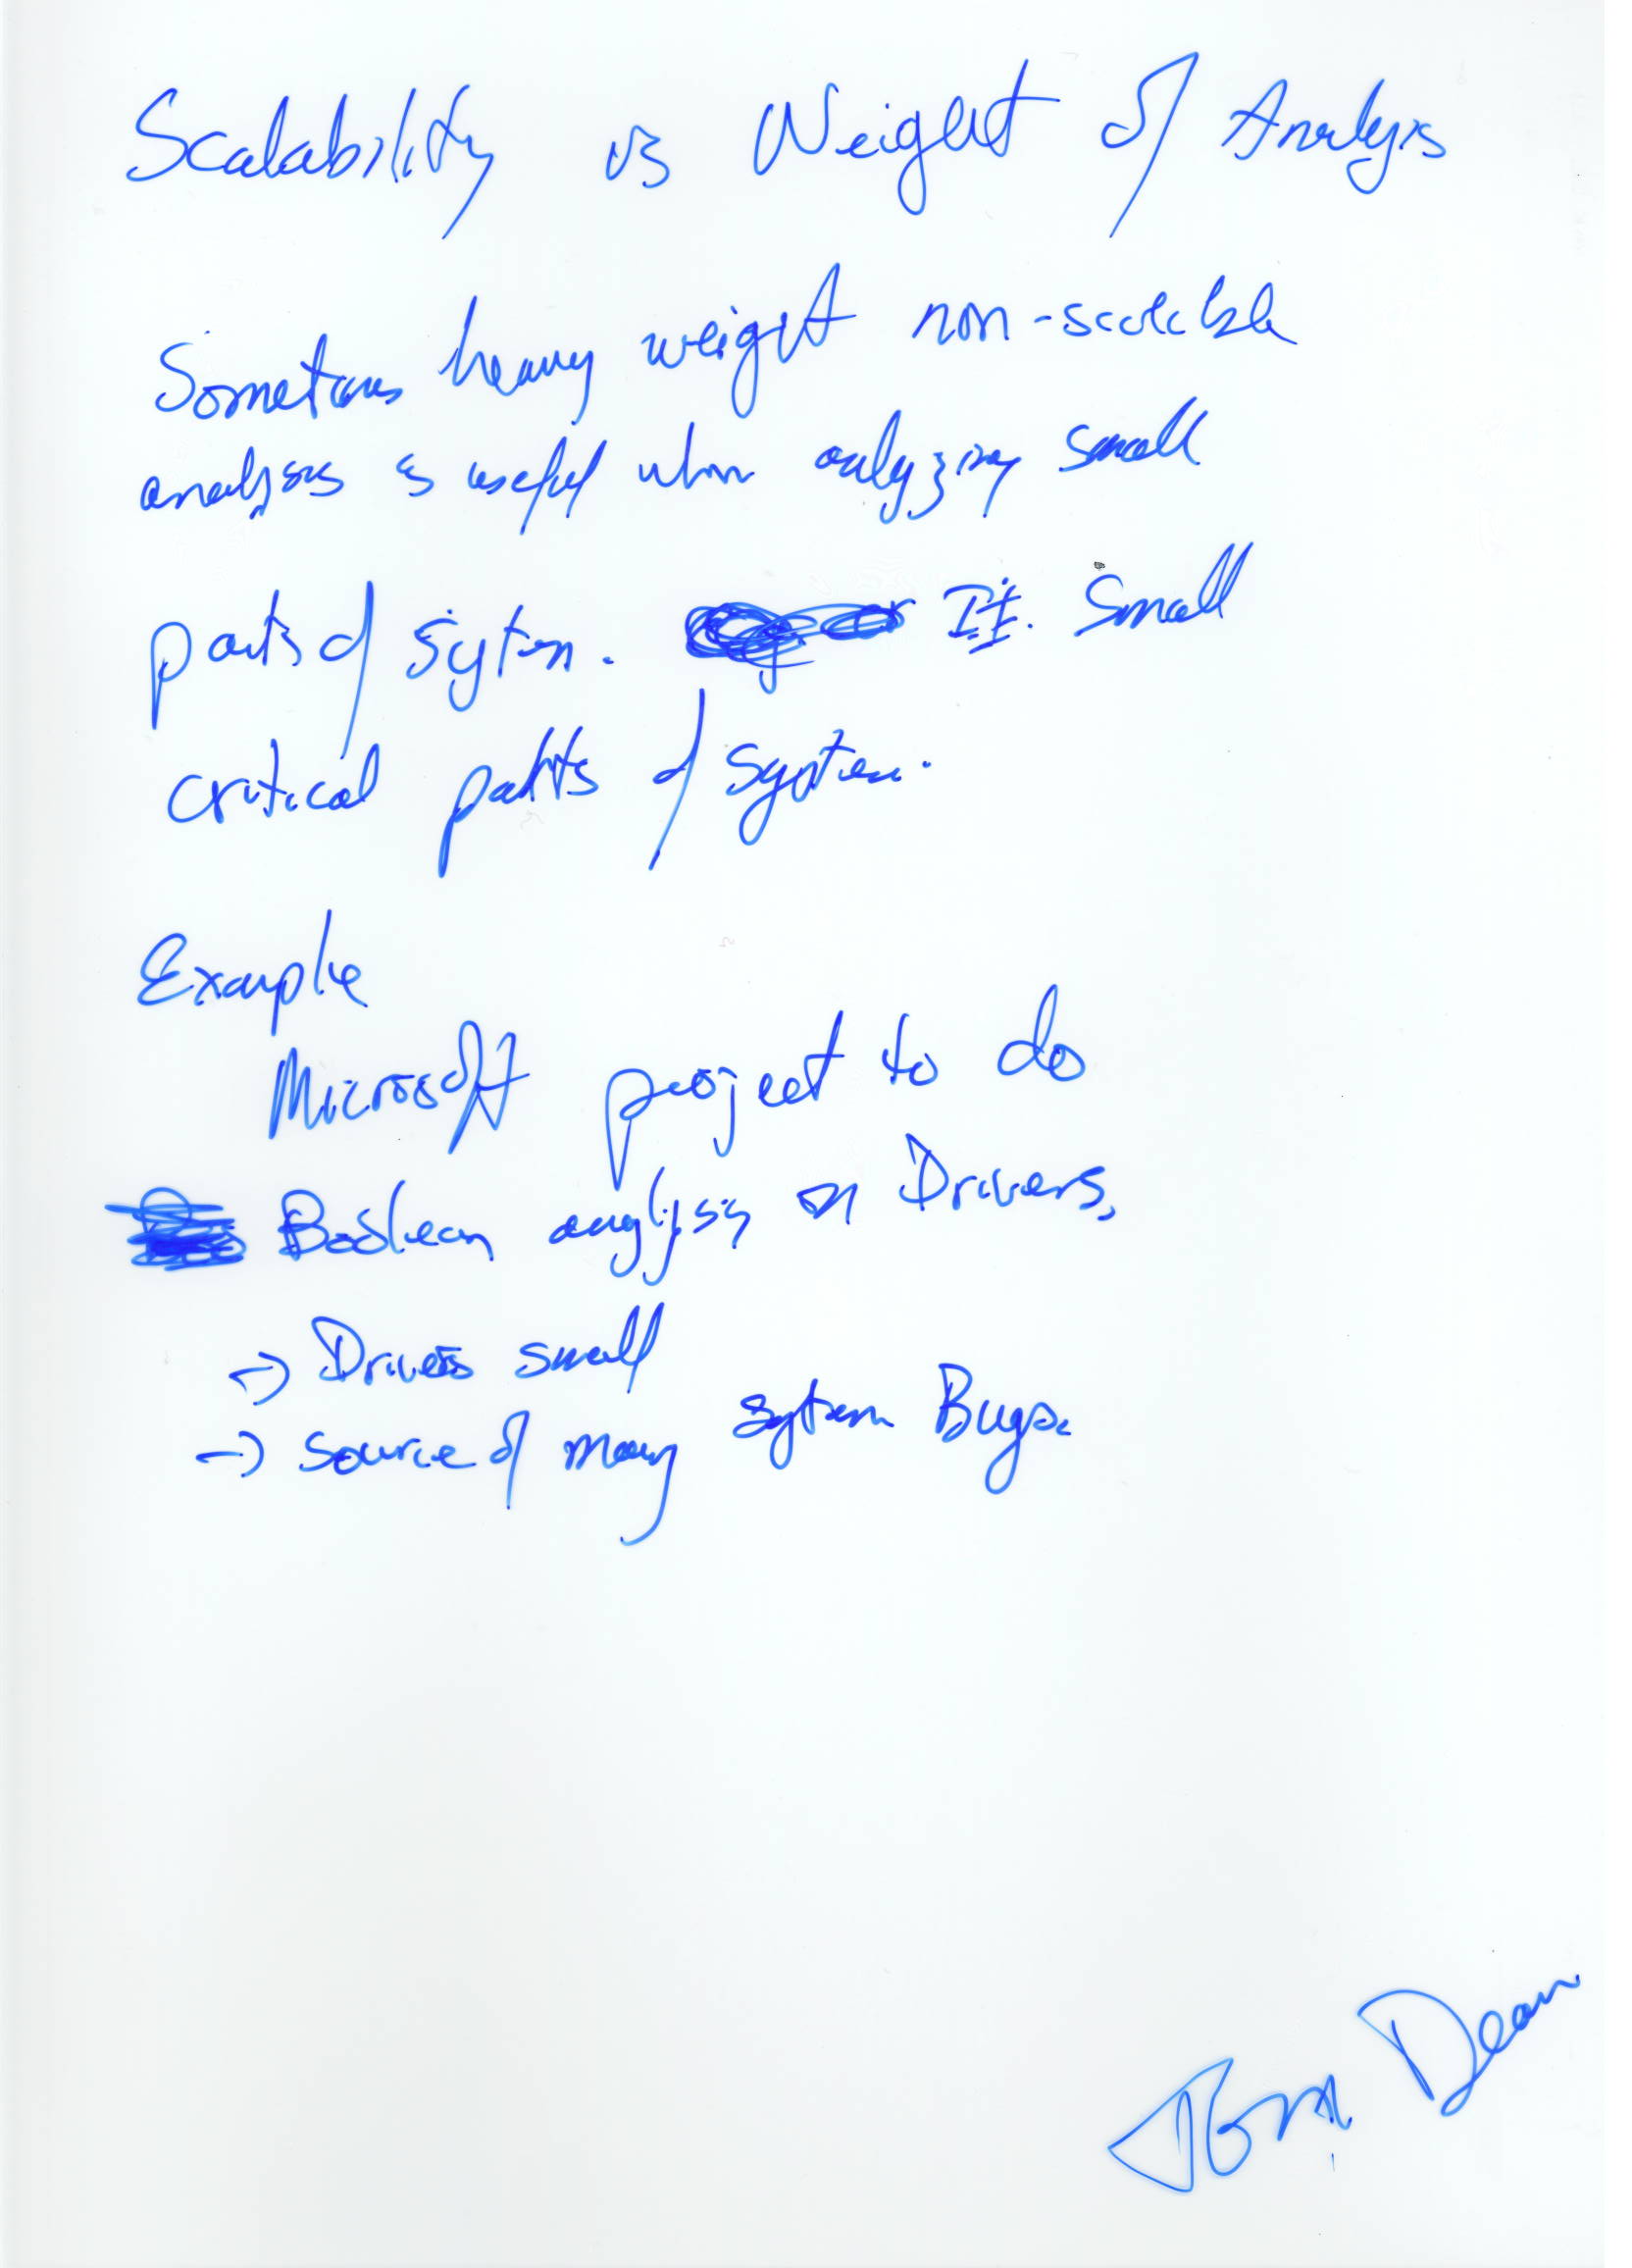 Scalability vs Weight of Analysis
Sometimes heavy weight non-scalable
analysis is useful when analyzing small
parts of system. I.E. Small
critical parts of system.
Example
Microsoft project to do
Boolean analysis on Drivers,
→ Drivers small
→ source of many system Bugs.
Tom Dean